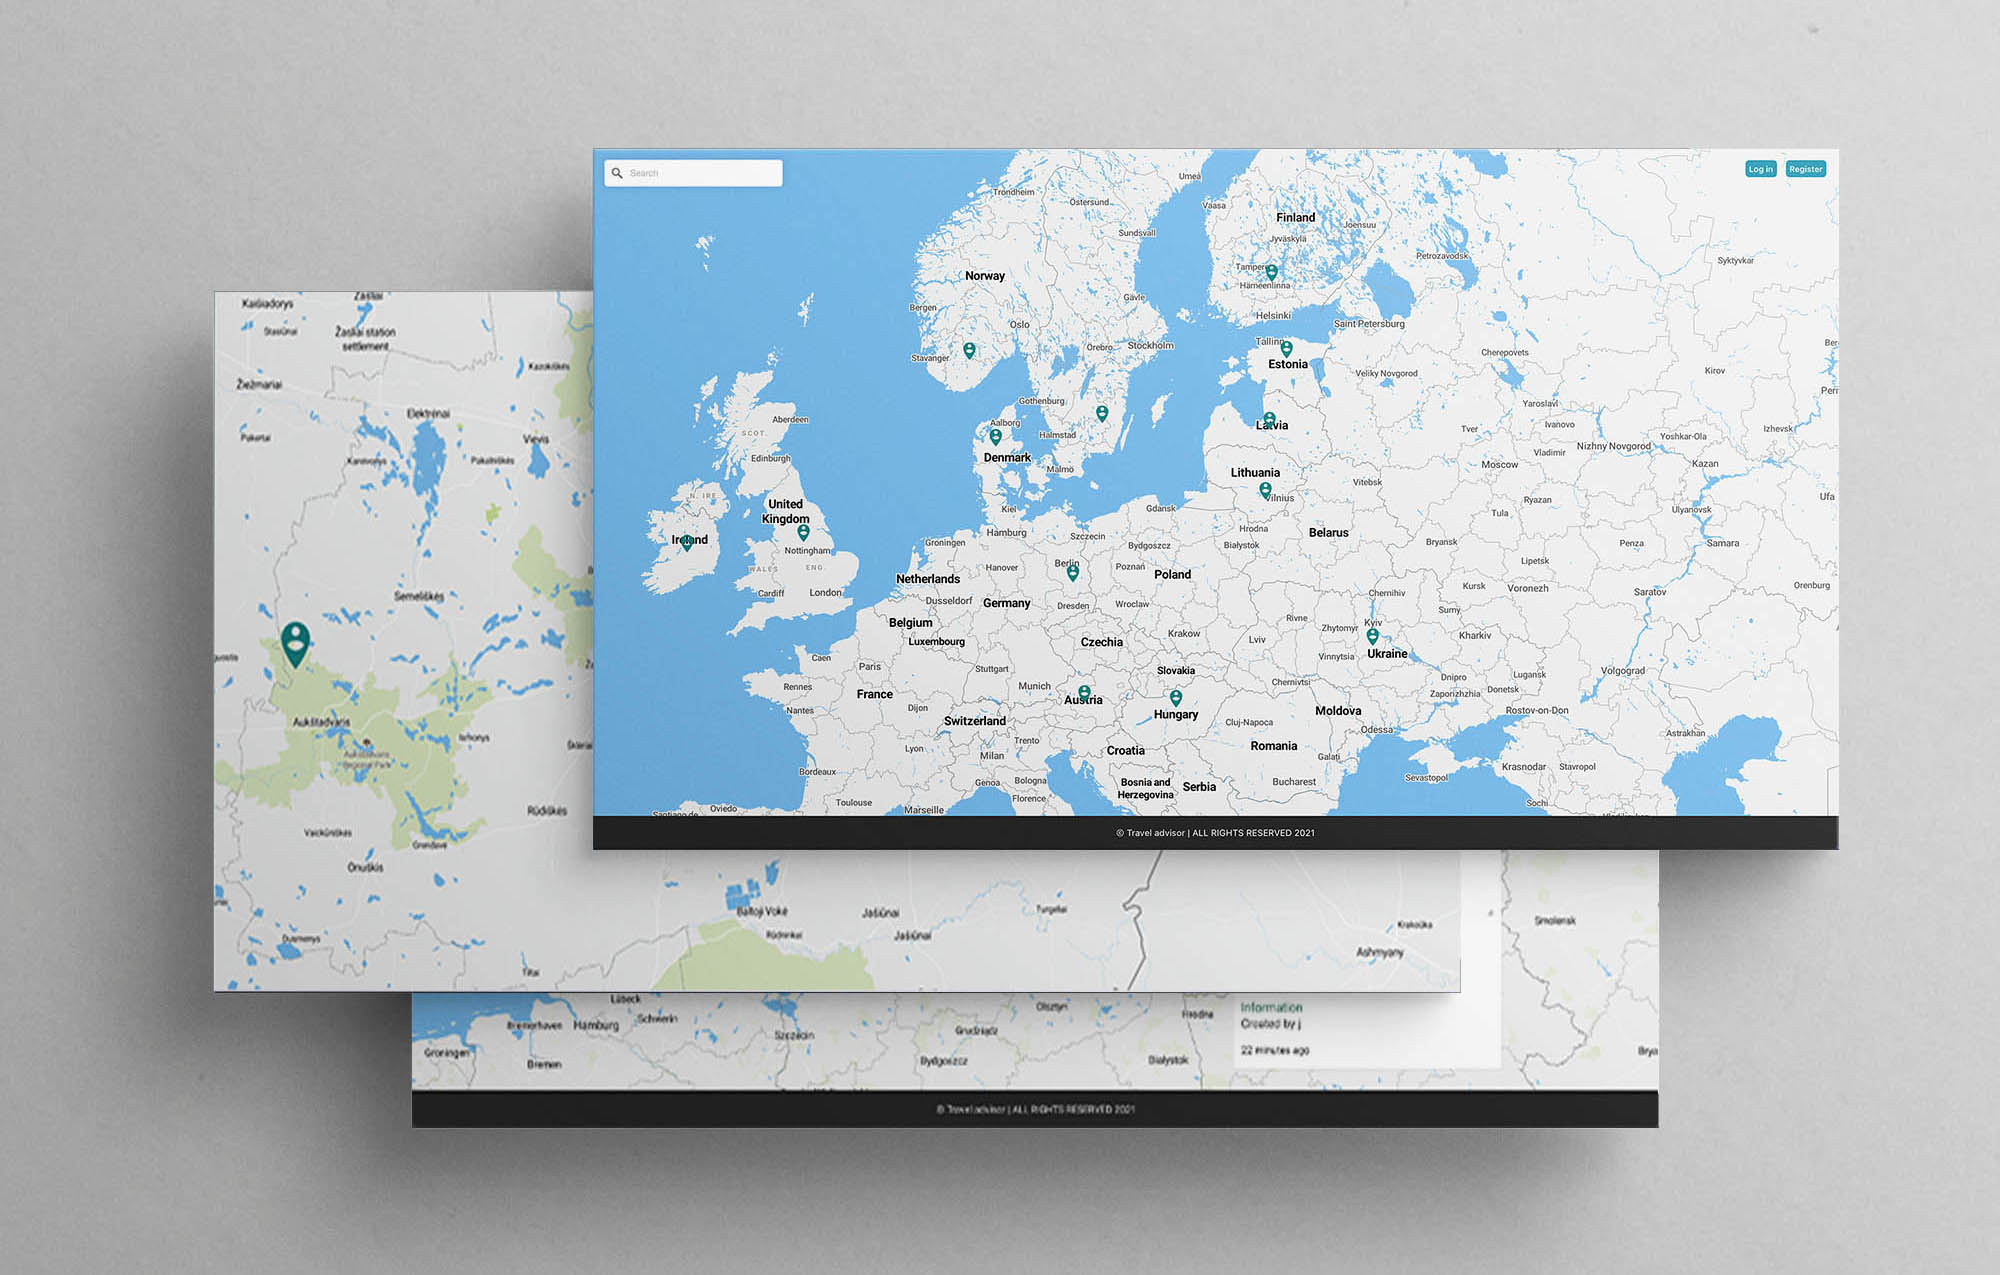 Search
Log in
Register
Umeå
Trondheim
Östersund
Vaasa
Finland
Joensuu
Sundsvall
Jyväskylä
Petrozavodsk
Syktyvkar
Norway
Tampere
Hämeenlinna
Gävle
Bergen
Helsinki
Oslo
Saint Petersburg
Tallinn
Stockholm
Örebro
Stavanger
Estonia
Cherepovets
Veliky Novgorod
Kirov
Gothenburg
Yaroslavl
Aberdeen
Aalborg
Latvia
Ivanovo
Tver
Izhevsk
SCOT.
Halmstad
Yoshkar-Ola
Nizhny Novgorod
Vladimir
Edinburgh
Denmark
Moscow
Kazan
Malmö
Lithuania
Vitebsk
N. IRE.
Vilnius
Ryazan
Ufa
United
Kingdom
Kiel
Gdansk
Tula
Ulyanovsk
Hamburg
Hrodna
Belarus
Ireland
Groningen
Szczecin
Bydgoszcz
Bialystok
Bryansk
Penza
Samara
Nottingham
WALES
ENG.
Hanover
Berlin
Poznań
Poland
Lipetsk
Netherlands
Kursk
Voronezh
Orenburg
Cardiff
London
Dusseldorf
Germany
Dresden
Wroclaw
Chernihiv
Saratov
Sumy
Belgium
Rivne
Zhytomyr
Kyiv
Luxembourg
Czechia
Krakow
Lviv
Kharkiv
Caen
Paris
Stuttgart
Slovakia
Vinnytsia
Ukraine
Volgograd
Rennes
France
Munich
Chernivtsi
Dnipro
Lugansk
Austria
Zaporizhzhia
Donetsk
Nantes
Dijon
Hungary
Moldova
Rostov-on-Don
Switzerland
Cluj-Napoca
Odessa
Astrakhan
Lyon
Trento
Croatia
Romania
Milan
Galați
Krasnodar
Stavropol
Bordeaux
Genoa
Bologna
Bosnia and
Herzegovina
Serbia
Bucharest
Sevastopol
Toulouse
Florence
Sochi
Oviedo
Marseille
© Travel advisor | ALL RIGHTS RESERVED 2021
Kaišiadorys
Žasliai
Stasiūnai
Žasliai station
settlement
Kazokiškės
Žiežmariai
Elektrėnai
Vievis
Pakertai
Pakalniškės
Semeliškės
Aukštadvaris
Aukštadvaris
Regional Park
Rūdiškės
Vaickūniškės
Onuškis
Baltoji Vokė
Jašiūnai
Turgeliai
Rūdninkai
Jašiūnai
Ashmyany
Dusmenys
Smolensk
Lübeck
Schwerin
Bremerhaven
Hamburg
Szczecin
Olsztyn
Hrodna
Grudziądz
Groningen
Bremen
Bydgoszcz
Białystok
Information
Created by j
22 minutes ago
© Travel advisor | ALL RIGHTS RESERVED 2021